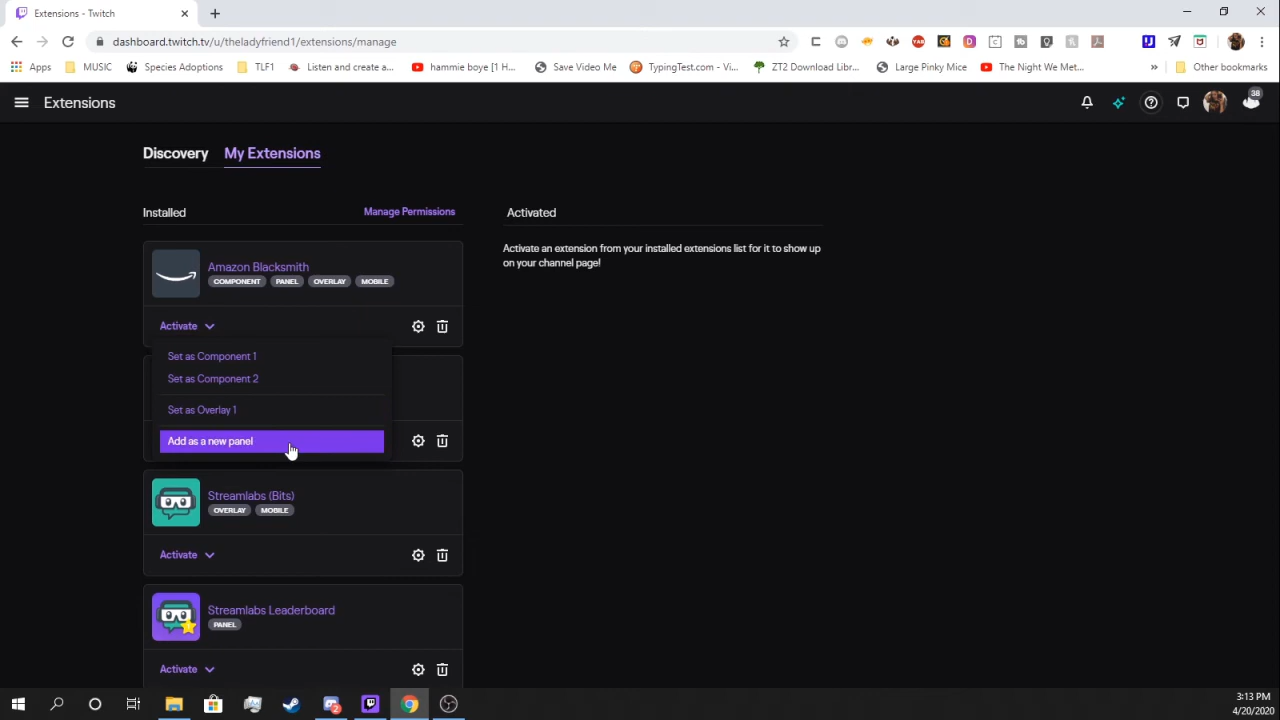 Extensions - Twitch
dashboard.twitch.tv/u/theladyfriend1/extensions/manage
Apps MUSIC Species Adoptions TLF1 Listen and create a... hammie boye [1 H... Save Video Me TypingTest.com - Vi... ZT2 Download Libr... Large Pinky Mice The Night We Met... » Other bookmarks
Extensions
38
Discovery My Extensions
Installed Manage Permissions Activated
Activate an extension from your installed extensions list for it to show up
on your channel page!
Amazon Blacksmith
COMPONENT PANEL OVERLAY MOBILE
Activate
Set as Component 1
Set as Component 2
Set as Overlay 1
Add as a new panel
Streamlabs (Bits)
OVERLAY MOBILE
Activate
Streamlabs Leaderboard
PANEL
Activate
3:13 PM
4/20/2020